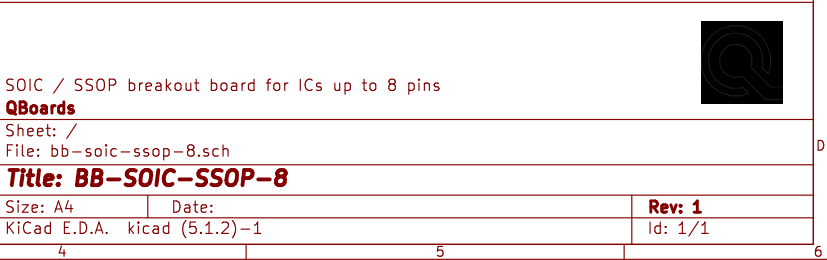 SOIC / SSOP breakout board for ICs up to 8 pins
QBoards
Sheet: /
File: bb-soic-ssop-8.sch
D
Title: BB-SOIC-SSOP-8
Size: A4 Date: Rev: 1
KiCad E.D.A. kicad (5.1.2)-1 Id: 1/1
4 5 6